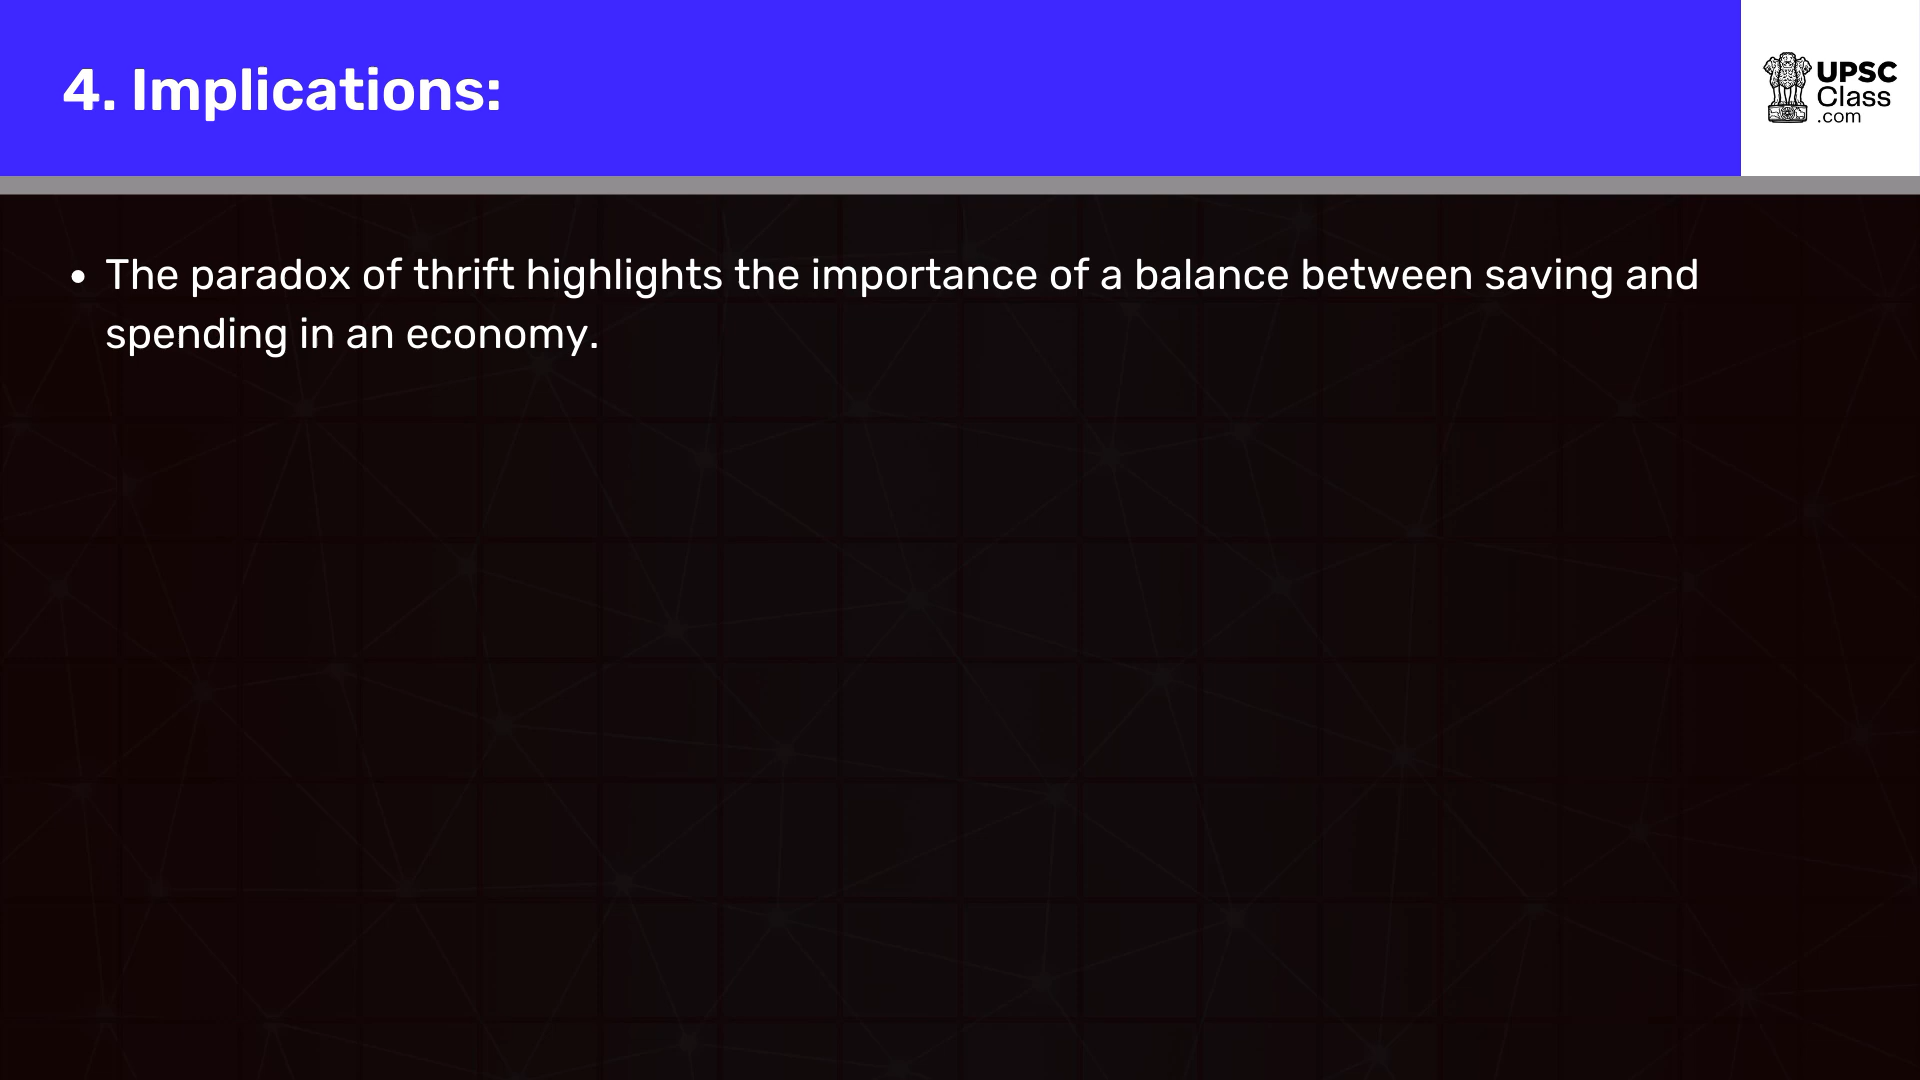 4. Implications:
UPSC
Class
.com
• The paradox of thrift highlights the importance of a balance between saving and
spending in an economy.